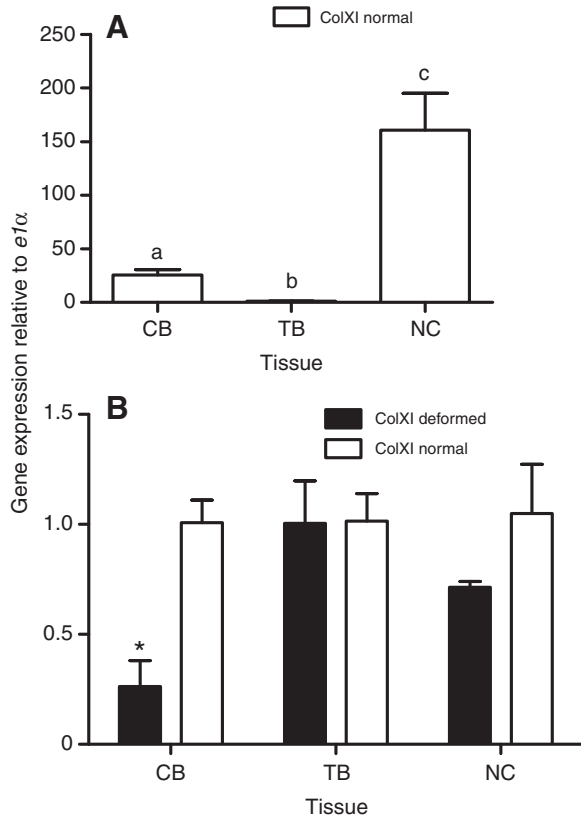 A
ColXI normal
250
200
150
100
50
0
a
b
c
CB TB NC
Tissue
Gene expression relative to e1α
B
ColXI deformed
ColXI normal
1.5
1.0
0.5
0
*
CB TB NC
Tissue